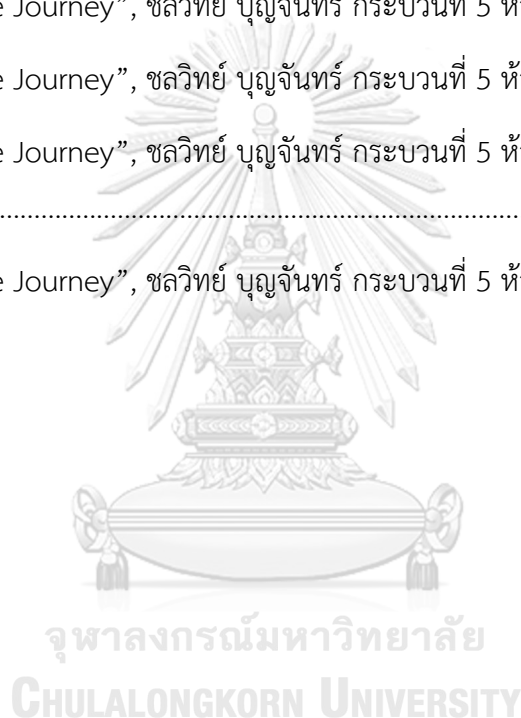 Journey”, ชลวิทย์ บุญจันทร์ กระบวนที่ 5
Journey”, ชลวิทย์ บุญจันทร์ กระบวนที่ 5
Journey”, ชลวิทย์ บุญจันทร์ กระบวนที่ 5
................................................................................
Journey”, ชลวิทย์ บุญจันทร์ กระบวนที่ 5
จุฬาลงกรณ์มหาวิทยาลัย
CHULALONGKORN UNIVERSITY